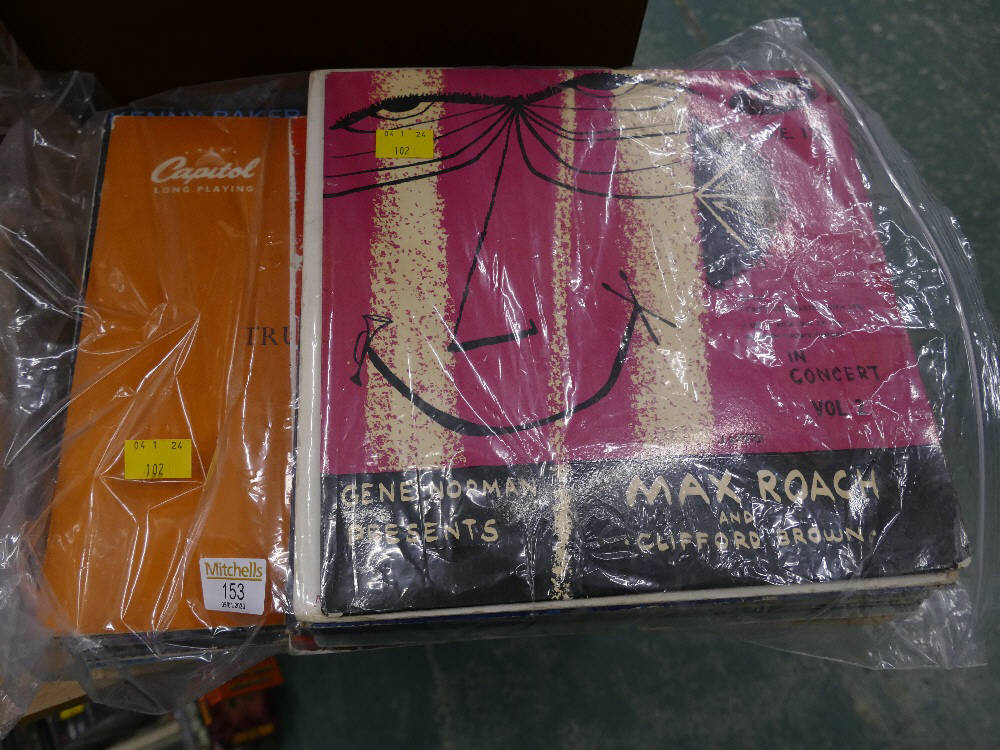 Capitol
LONG PLAYING
04 1 24
102
Mitchells
153
04 1 24
102
IN
CONCERT
VOL 2
GENE NORMAN
PRESENTS
MAX ROACH
AND
CLIFFORD BROWN